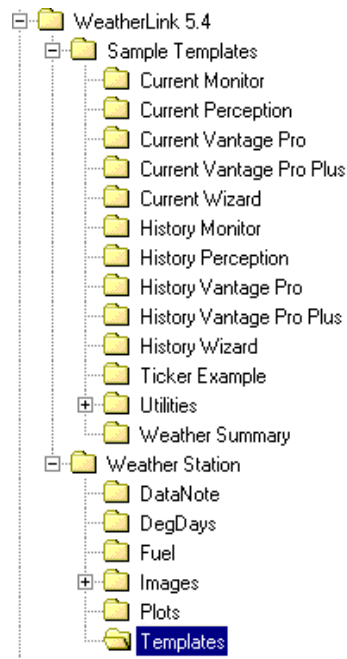 WeatherLink 5.4
Sample Templates
Current Monitor
Current Perception
Current Vantage Pro
Current Vantage Pro Plus
Current Wizard
History Monitor
History Perception
History Vantage Pro
History Vantage Pro Plus
History Wizard
Ticker Example
Utilities
Weather Summary
Weather Station
DataNote
DegDays
Fuel
Images
Plots
Templates